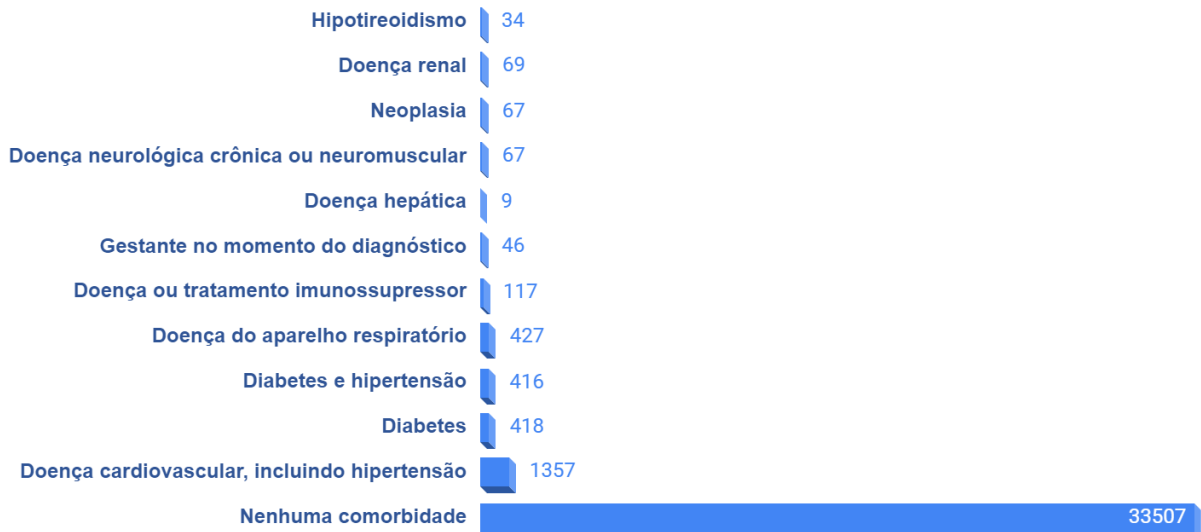 Hipotireoidismo 34
Doença renal 69
Neoplasia 67
Doença neurológica crônica ou neuromuscular 67
Doença hepática 9
Gestante no momento do diagnóstico 46
Doença ou tratamento imunossupressor 117
Doença do aparelho respiratório 427
Diabetes e hipertensão 416
Diabetes 418
Doença cardiovascular, incluindo hipertensão 1357
Nenhuma comorbidade 33507